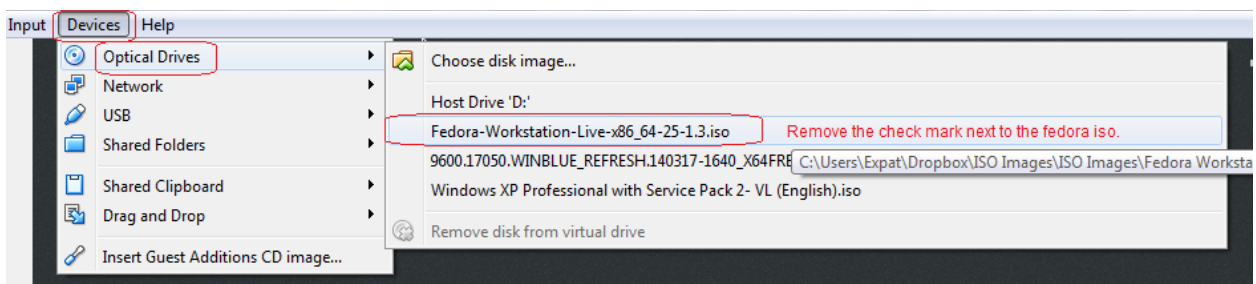 Input Devices Help
Optical Drives
Network
USB
Shared Folders
Shared Clipboard
Drag and Drop
Insert Guest Additions CD image...
Choose disk image...
Host Drive 'D:'
Fedora-Workstation-Live-x86_64-25-1.3.iso Remove the check mark next to the fedora iso.
9600.17050.WINBLUE_REFRESH.140317-1640_X64FRE C:\Users\Expat\Dropbox\ISO Images\ISO Images\Fedora Worksta
Windows XP Professional with Service Pack 2- VL (English).iso
Remove disk from virtual drive